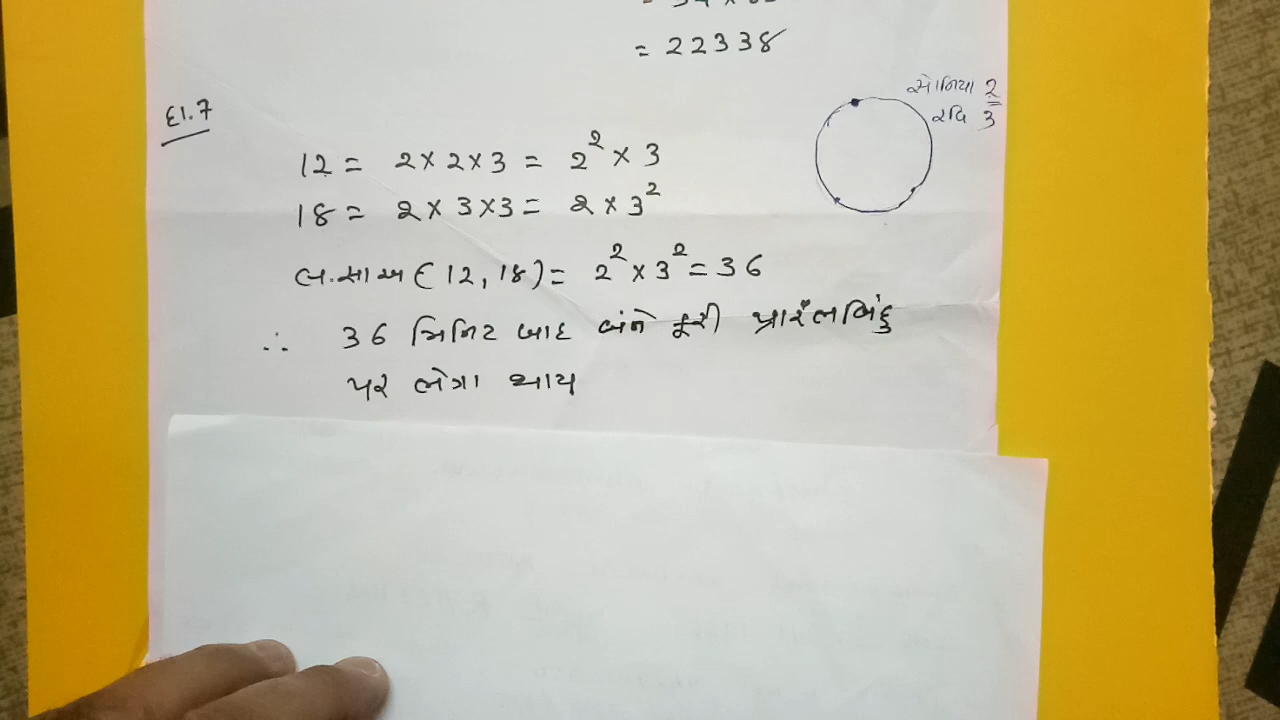 = 22338
દા.7
સોનિયા 2
રવિ 3
12 = 2 × 2 × 3 = 2² × 3
18 = 2 × 3 × 3 = 2 × 3²
લ.સા.અ (12, 18) = 2² × 3² = 36
∴ 36 મિનિટ બાદ બંને ફરી પ્રારંભબિંદુ
પર ભેગા થાય